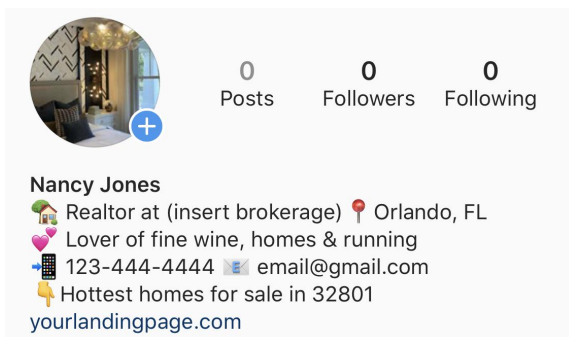 0 0 0
Posts Followers Following
Nancy Jones
🏡 Realtor at (insert brokerage) 📍 Orlando, FL
💕 Lover of fine wine, homes & running
📲 123-444-4444 📧 email@gmail.com
👇Hottest homes for sale in 32801
yourlandingpage.com